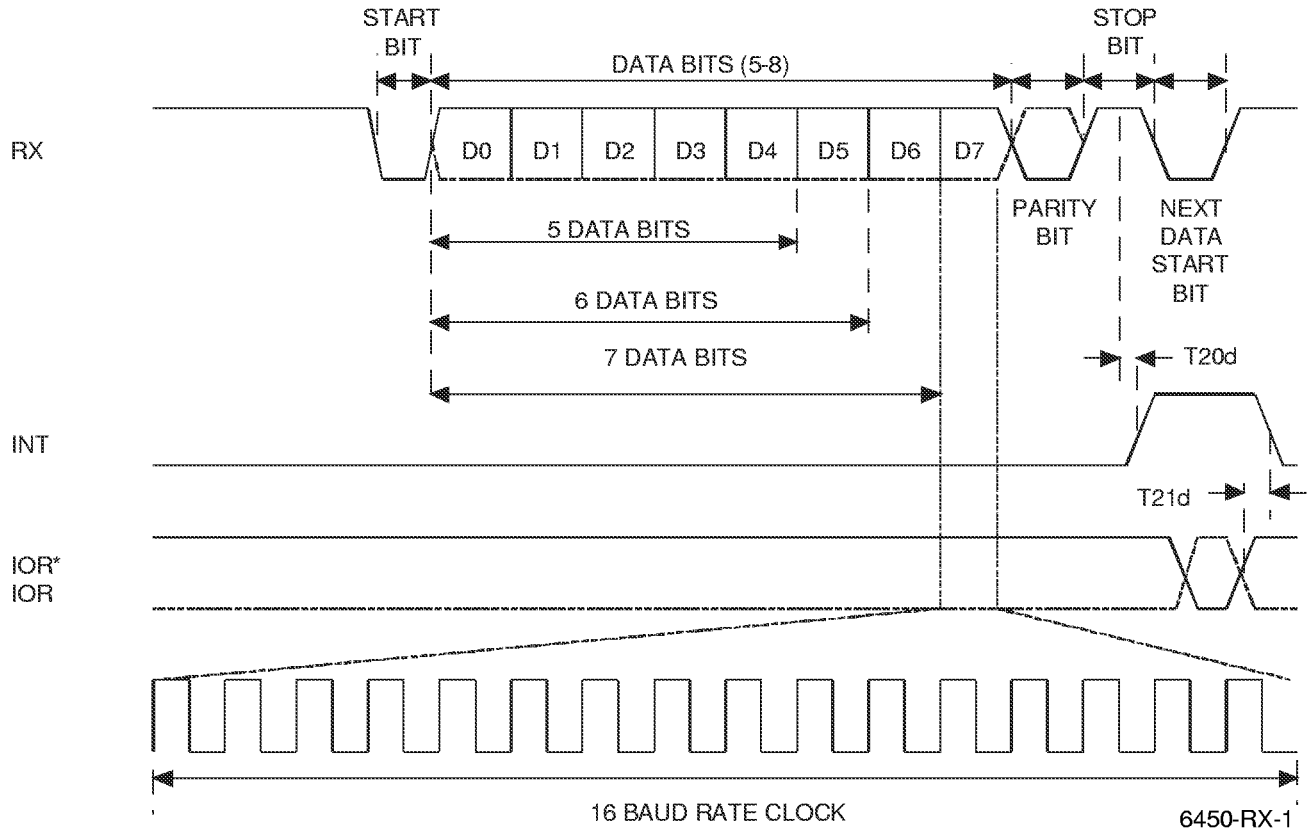 START
BIT
STOP
BIT
DATA BITS (5-8)
RX
D0 D1 D2 D3 D4 D5 D6 D7
PARITY
BIT
NEXT
DATA
START
BIT
5 DATA BITS
6 DATA BITS
7 DATA BITS
T20d
INT
T21d
IOR*
IOR
16 BAUD RATE CLOCK
6450-RX-1